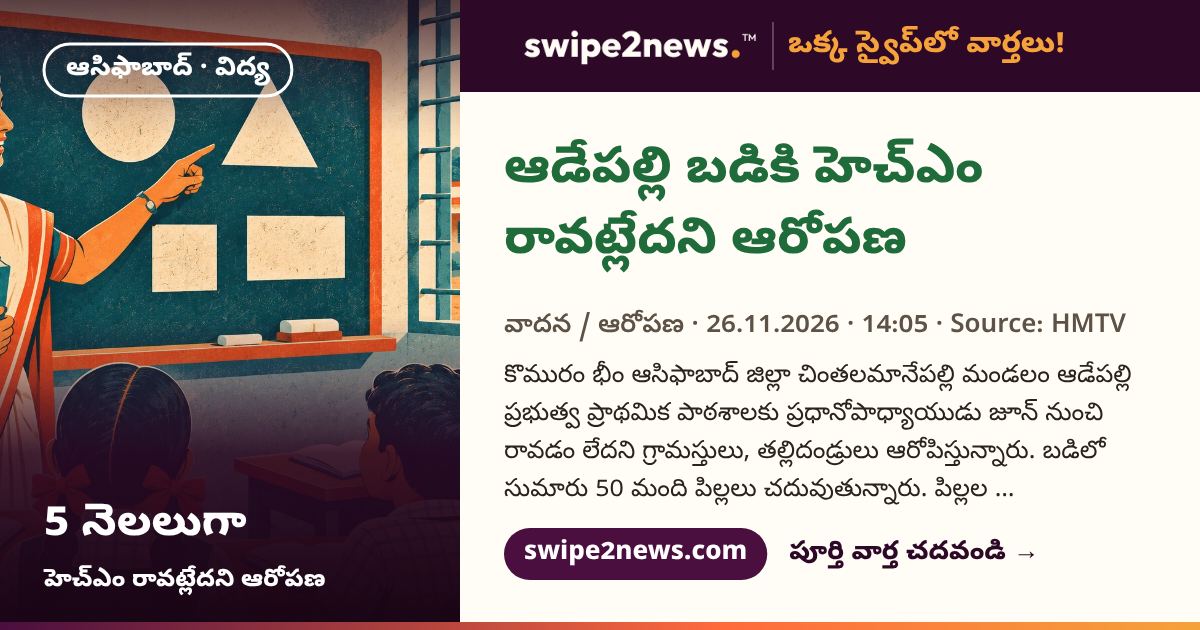 ఆసిఫాబాద్ · విద్య
5 నెలలుగా
హెచ్ఎం రావట్లేదని ఆరోపణ
swipe2news.™ ఒక్క స్వైప్‌లో వార్తలు!
ఆడేపల్లి బడికి హెచ్ఎం
రావట్లేదని ఆరోపణ
వాదన / ఆరోపణ · 26.11.2026 · 14:05 · Source: HMTV
కొమురం భీం ఆసిఫాబాద్ జిల్లా చింతలమానేపల్లి మండలం ఆడేపల్లి
ప్రభుత్వ ప్రాథమిక పాఠశాలకు ప్రధానోపాధ్యాయుడు జూన్ నుంచి
రావడం లేదని గ్రామస్తులు, తల్లిదండ్రులు ఆరోపిస్తున్నారు. బడిలో
సుమారు 50 మంది పిల్లలు చదువుతున్నారు. పిల్లల ...
swipe2news.com పూర్తి వార్త చదవండి →